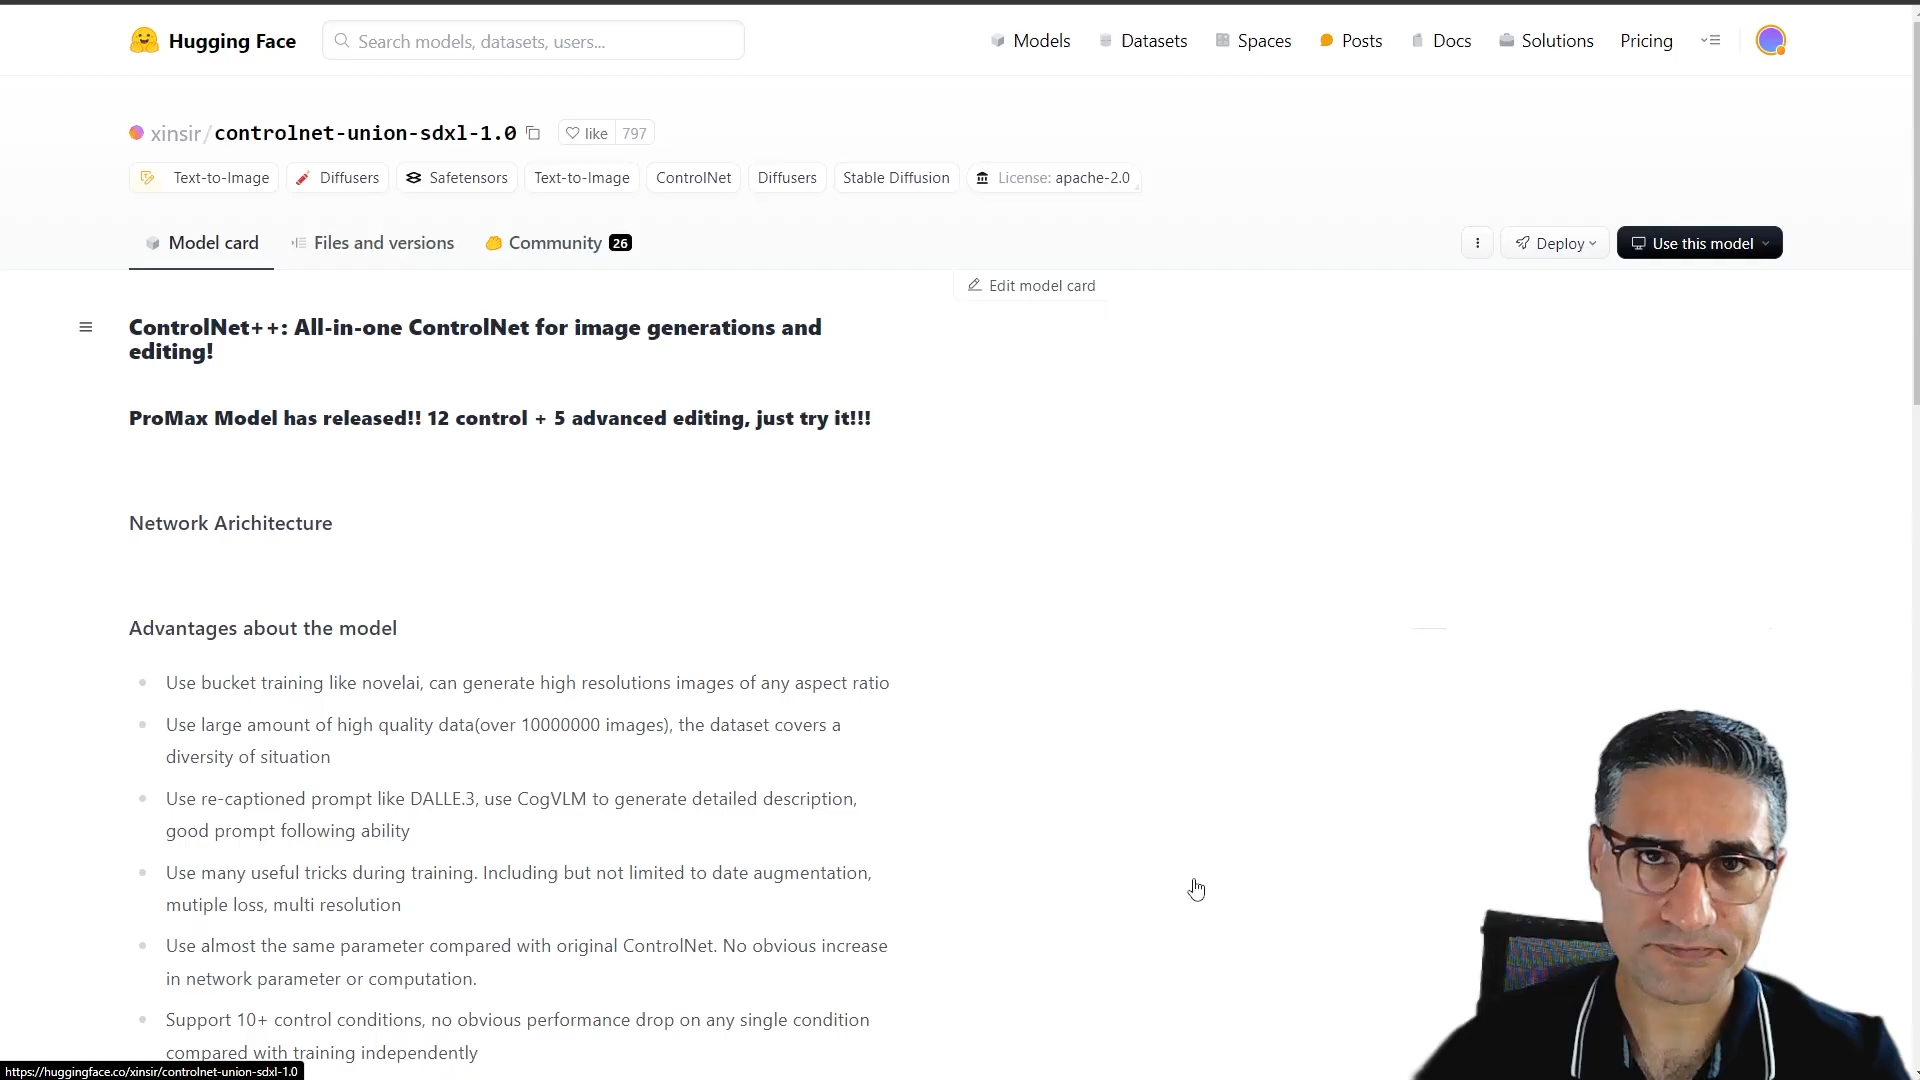 Hugging Face
Search models, datasets, users...
Models
Datasets
Spaces
Posts
Docs
Solutions
Pricing
xinsir/controlnet-union-sdxl-1.0
like 797
Text-to-Image
Diffusers
Safetensors
Text-to-Image
ControlNet
Diffusers
Stable Diffusion
License: apache-2.0
Model card
Files and versions
Community 26
Deploy
Use this model
Edit model card
ControlNet++: All-in-one ControlNet for image generations and
editing!
ProMax Model has released!! 12 control + 5 advanced editing, just try it!!!
Network Arichitecture
Advantages about the model
Use bucket training like novelai, can generate high resolutions images of any aspect ratio
Use large amount of high quality data(over 10000000 images), the dataset covers a
diversity of situation
Use re-captioned prompt like DALLE.3, use CogVLM to generate detailed description,
good prompt following ability
Use many useful tricks during training. Including but not limited to date augmentation,
mutiple loss, multi resolution
Use almost the same parameter compared with original ControlNet. No obvious increase
in network parameter or computation.
Support 10+ control conditions, no obvious performance drop on any single condition
compared with training independently
https://huggingface.co/xinsir/controlnet-union-sdxl-1.0